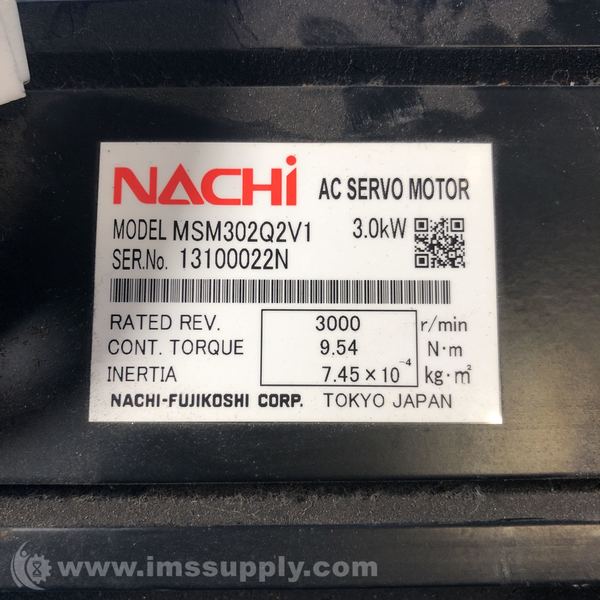 NACHi AC SERVO MOTOR
MODEL MSM302Q2V1 3.0kW
SER.No. 13100022N
RATED REV. 3000 r/min
CONT. TORQUE 9.54 N·m
INERTIA 7.45×10⁻⁴ kg·m²
NACHI-FUJIKOSHI CORP. TOKYO JAPAN
www.imssupply.com